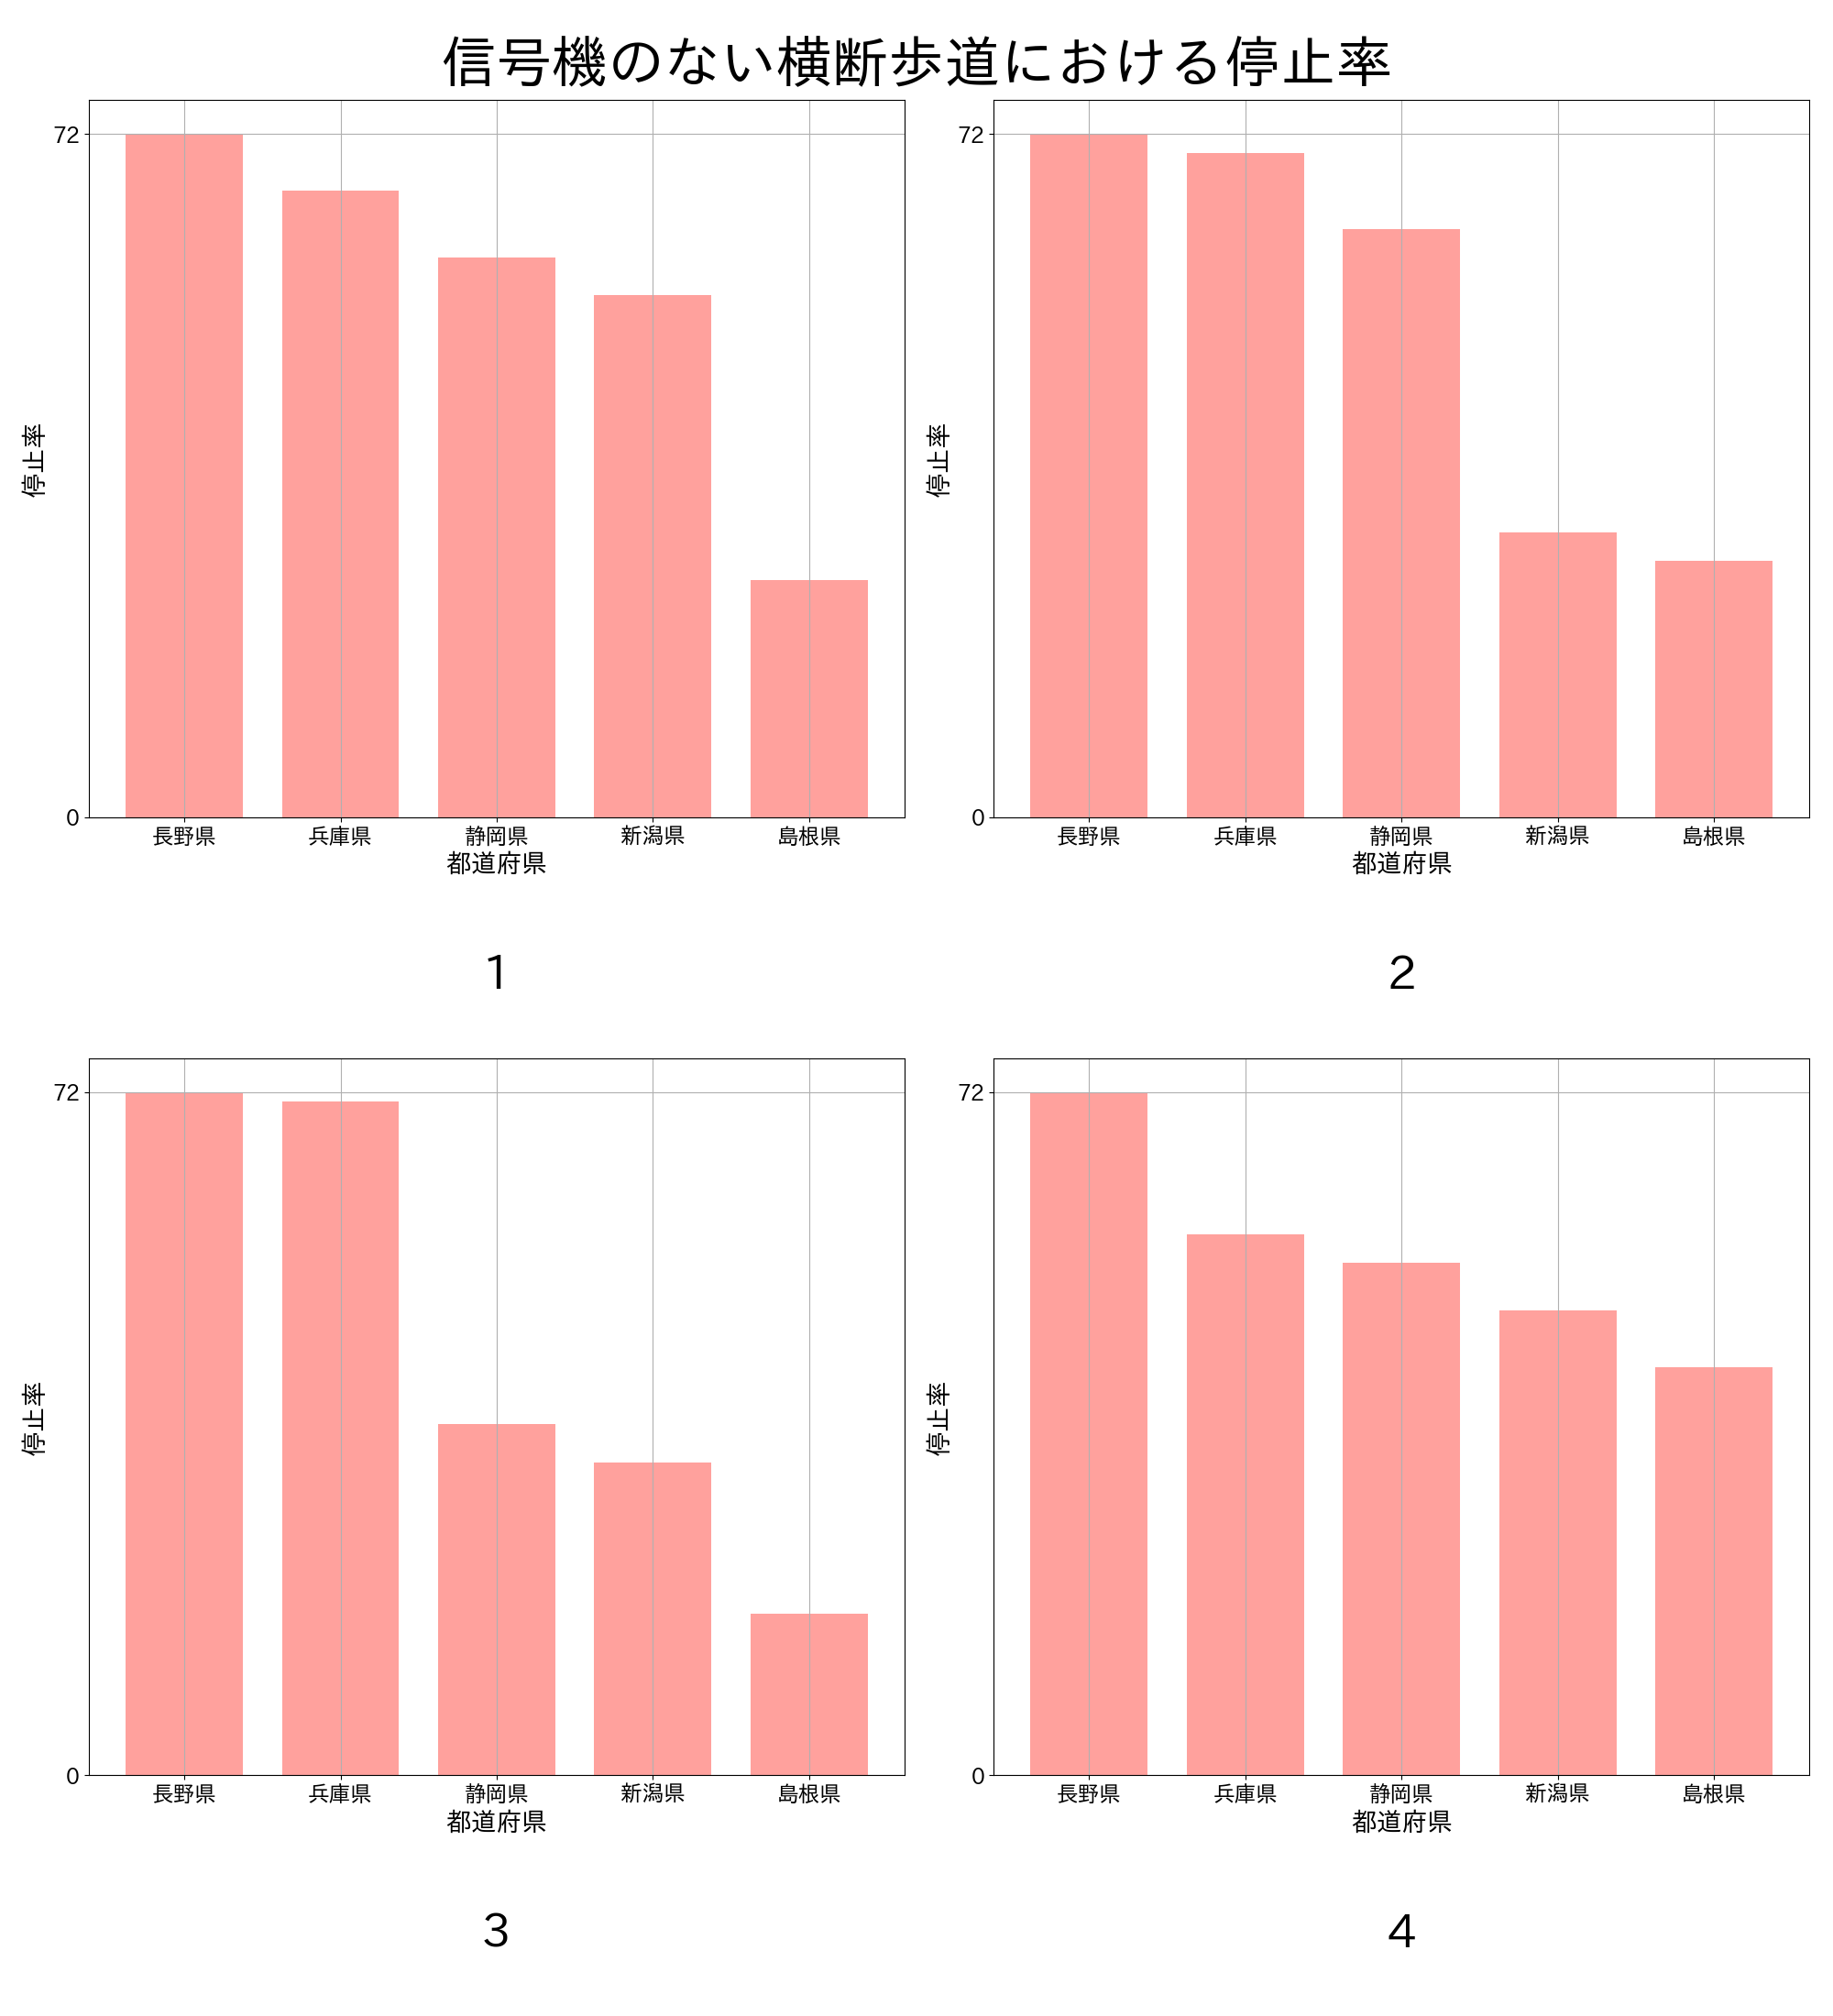 信号機のない横断歩道における停止率
72
0
停止率
長野県 兵庫県 静岡県 新潟県 島根県
都道府県
1
72
0
停止率
長野県 兵庫県 静岡県 新潟県 島根県
都道府県
2
72
0
停止率
長野県 兵庫県 静岡県 新潟県 島根県
都道府県
3
72
0
停止率
長野県 兵庫県 静岡県 新潟県 島根県
都道府県
4